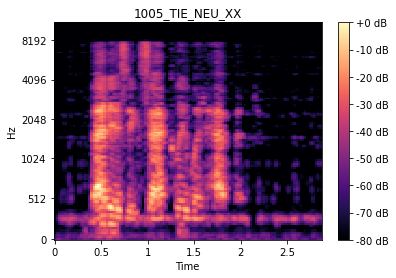 1005_TIE_NEU_XX
8192
4096
2048
1024
512
0
Hz
0
0.5
1
1.5
2
2.5
Time
+0 dB
-10 dB
-20 dB
-30 dB
-40 dB
-50 dB
-60 dB
-70 dB
-80 dB